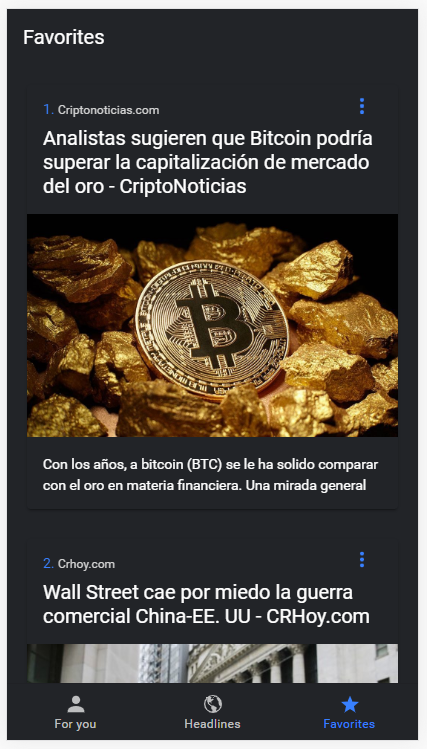 Favorites
1. Criptonoticias.com
Analistas sugieren que Bitcoin podría
superar la capitalización de mercado
del oro - CriptoNoticias
Con los años, a bitcoin (BTC) se le ha solido comparar
con el oro en materia financiera. Una mirada general
2. Crhoy.com
Wall Street cae por miedo la guerra
comercial China-EE. UU - CRHoy.com
For you
Headlines
Favorites